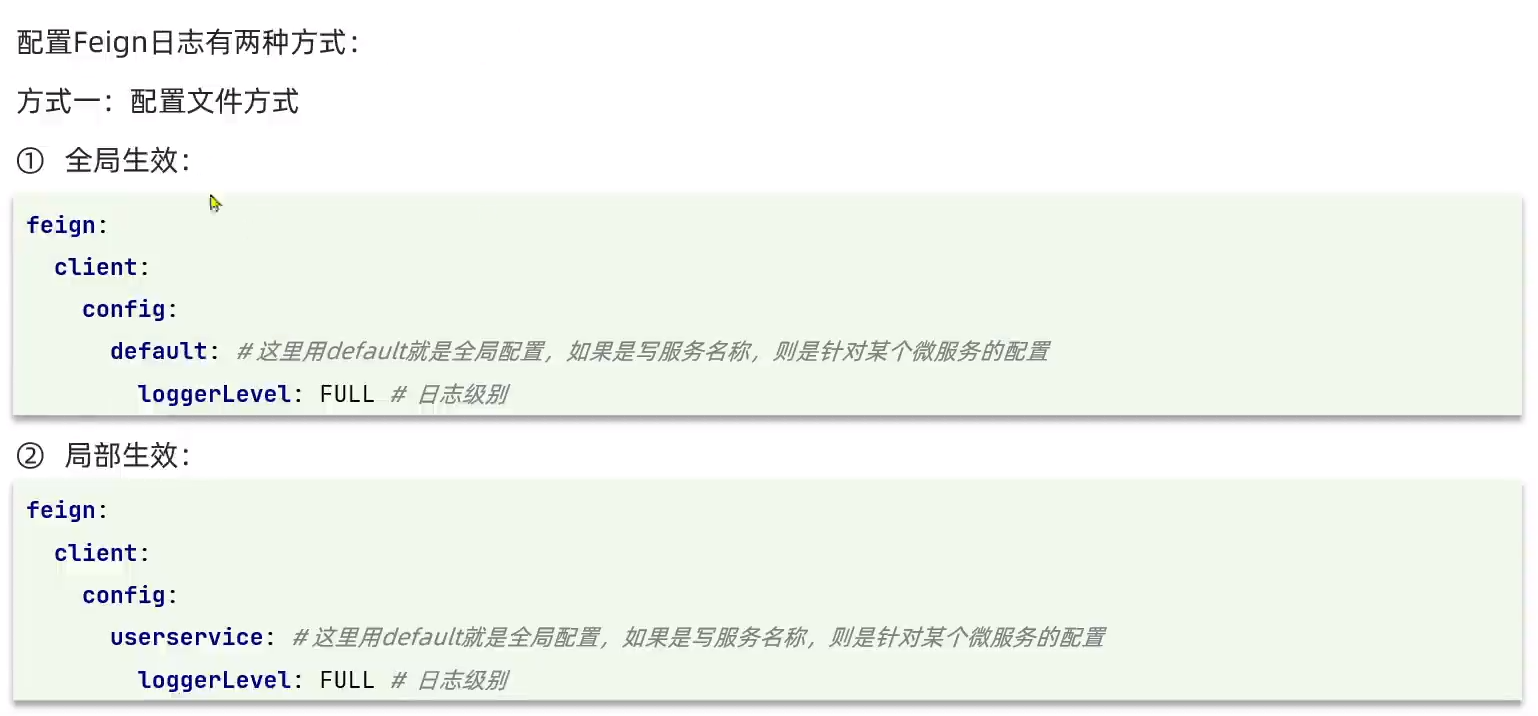 配置Feign日志有两种方式：
方式一：配置文件方式
① 全局生效：
feign:
  client:
    config:
      default: # 这里用default就是全局配置，如果是写服务名称，则是针对某个微服务的配置
        loggerLevel: FULL # 日志级别
② 局部生效：
feign:
  client:
    config:
      userservice: # 这里用default就是全局配置，如果是写服务名称，则是针对某个微服务的配置
        loggerLevel: FULL # 日志级别